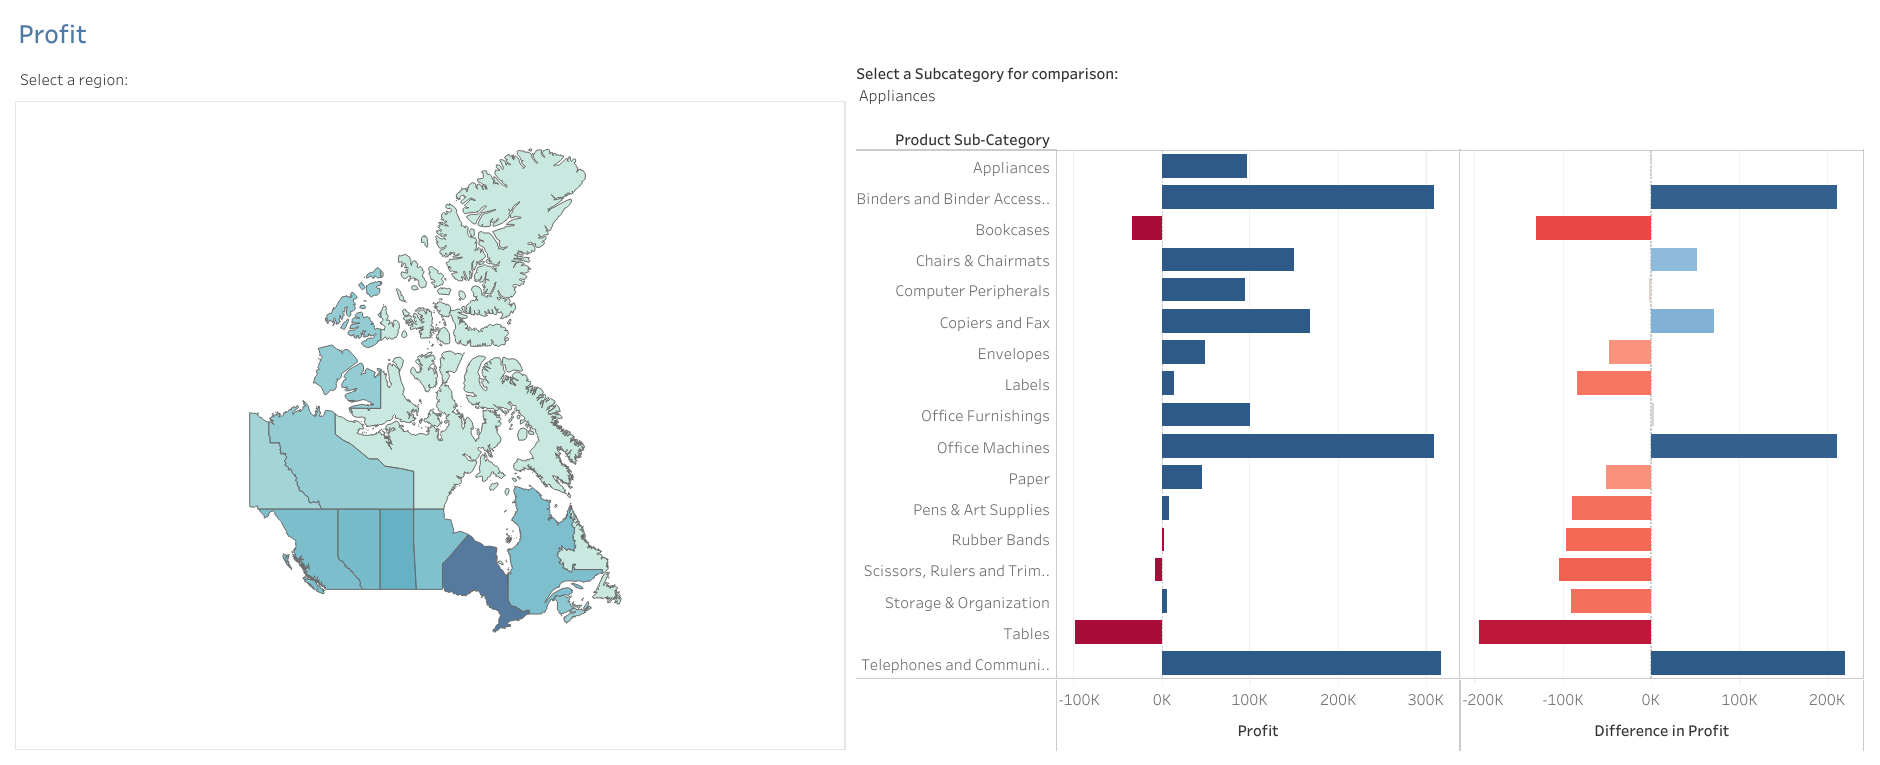 Profit
Select a region:
Select a Subcategory for comparison:
Appliances
Product Sub-Category
Appliances
Binders and Binder Access..
Bookcases
Chairs & Chairmats
Computer Peripherals
Copiers and Fax
Envelopes
Labels
Office Furnishings
Office Machines
Paper
Pens & Art Supplies
Rubber Bands
Scissors, Rulers and Trim..
Storage & Organization
Tables
Telephones and Communi..
-100K 0K 100K 200K 300K -200K -100K 0K 100K 200K
Profit Difference in Profit